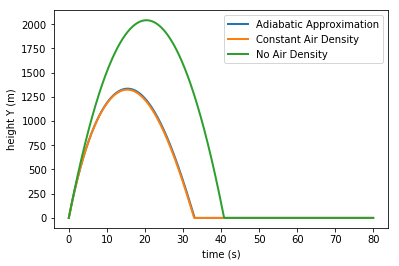 Adiabatic Approximation
Constant Air Density
No Air Density
height Y (m)
2000
1750
1500
1250
1000
750
500
250
0
0 10 20 30 40 50 60 70 80
time (s)